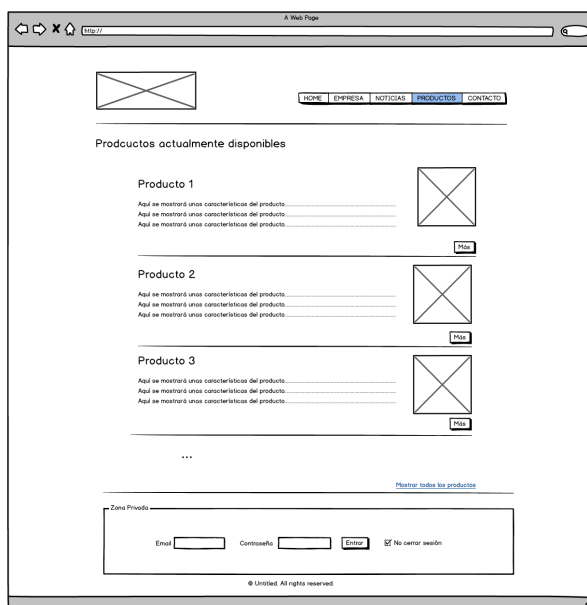 A Web Page
http://
HOME EMPRESA NOTICIAS PRODUCTOS CONTACTO
Prodcuctos actualmente disponibles
Producto 1
Aquí se mostrará unas características del producto
Aquí se mostrará unas características del producto
Aquí se mostrará unas características del producto
Más
Producto 2
Aquí se mostrará unas características del producto
Aquí se mostrará unas características del producto
Aquí se mostrará unas características del producto
Más
Producto 3
Aquí se mostrará unas características del producto
Aquí se mostrará unas características del producto
Aquí se mostrará unas características del producto
Más
...
Mostrar todos los productos
Zona Privada
Email Contraseña Entrar No cerrar sesión
© Untitled. All rights reserved.